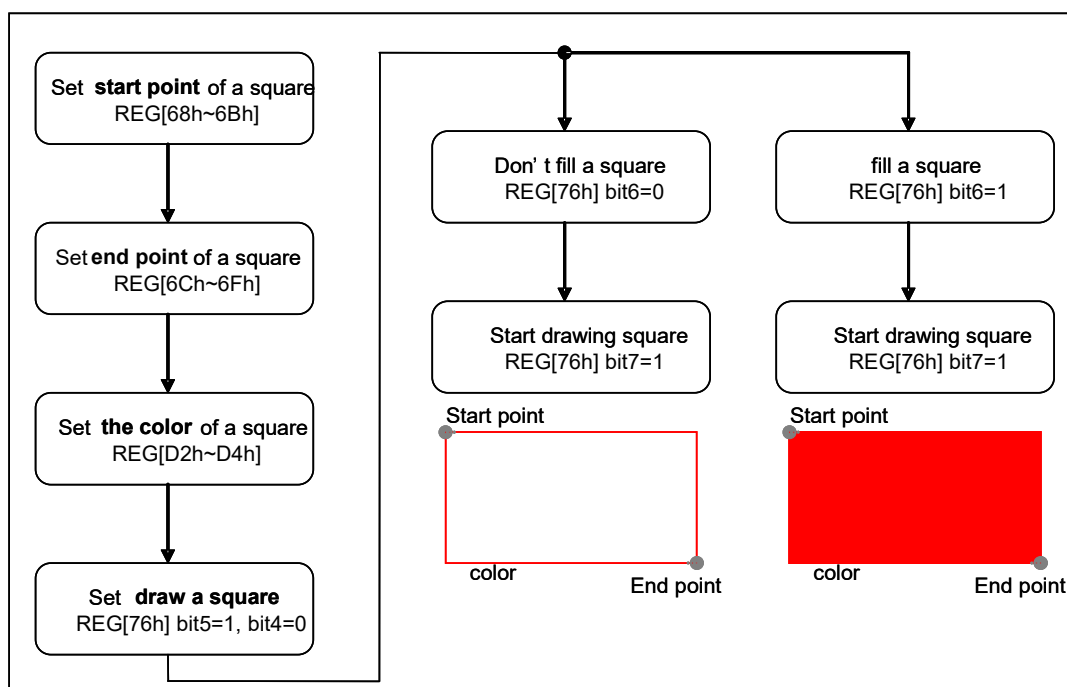 Set start point of a square
REG[68h~6Bh]
Set end point of a square
REG[6Ch~6Fh]
Set the color of a square
REG[D2h~D4h]
Set draw a square
REG[76h] bit5=1, bit4=0
Don' t fill a square
REG[76h] bit6=0
Start drawing square
REG[76h] bit7=1
Start point
color
End point
fill a square
REG[76h] bit6=1
Start drawing square
REG[76h] bit7=1
Start point
color
End point